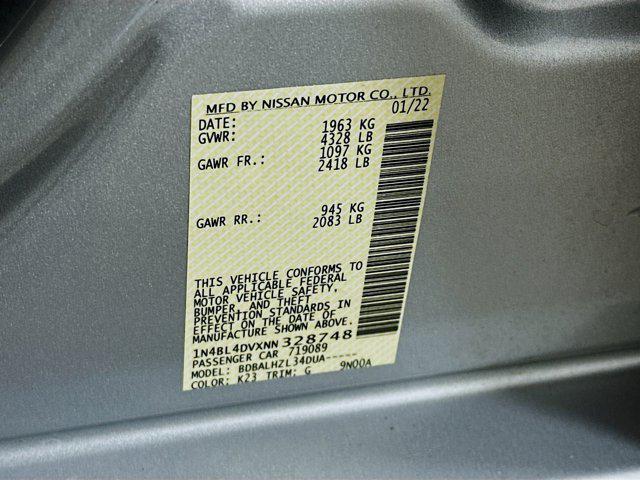 MFD BY NISSAN MOTOR CO., LTD.
DATE: 01/22
GVWR: 1963 KG
4328 LB
GAWR FR.: 1097 KG
2418 LB
GAWR RR.: 945 KG
2083 LB
THIS VEHICLE CONFORMS TO
ALL APPLICABLE FEDERAL
MOTOR VEHICLE SAFETY,
BUMPER, AND THEFT
PREVENTION STANDARDS IN
EFFECT ON THE DATE OF
MANUFACTURE SHOWN ABOVE.
1N4BL4DVXNN328748
PASSENGER CAR 719089
MODEL: BDBALHZL34DUA-----
COLOR: K23 TRIM: G 9N00A